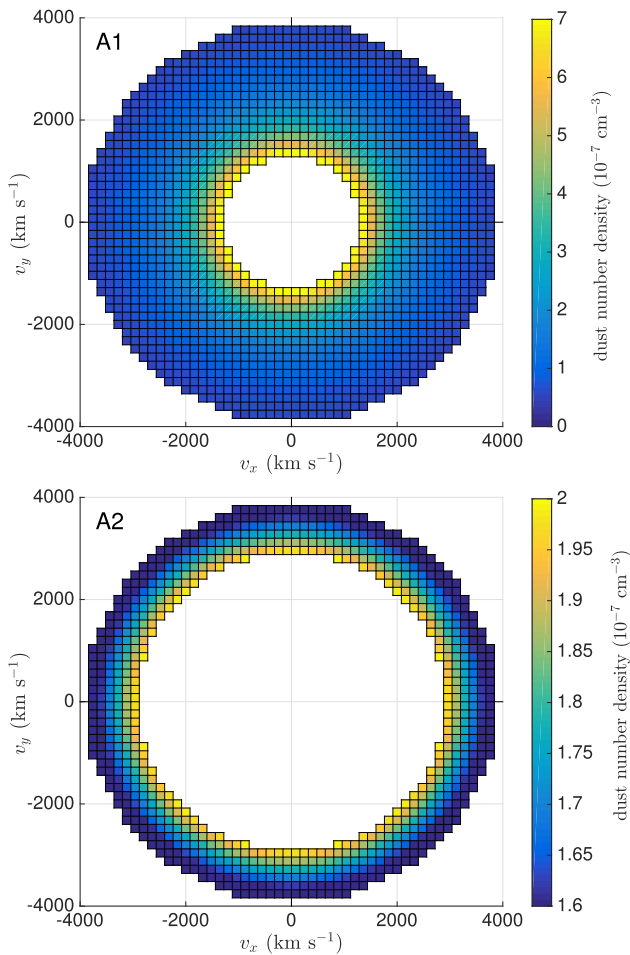 A1
4000
2000
0
-2000
-4000
v_y (km s⁻¹)
-4000 -2000 0 2000 4000
v_x (km s⁻¹)
7
6
5
4
3
2
1
0
dust number density (10⁻⁷ cm⁻³)
A2
4000
2000
0
-2000
-4000
v_y (km s⁻¹)
-4000 -2000 0 2000 4000
v_x (km s⁻¹)
2
1.95
1.9
1.85
1.8
1.75
1.7
1.65
1.6
dust number density (10⁻⁷ cm⁻³)